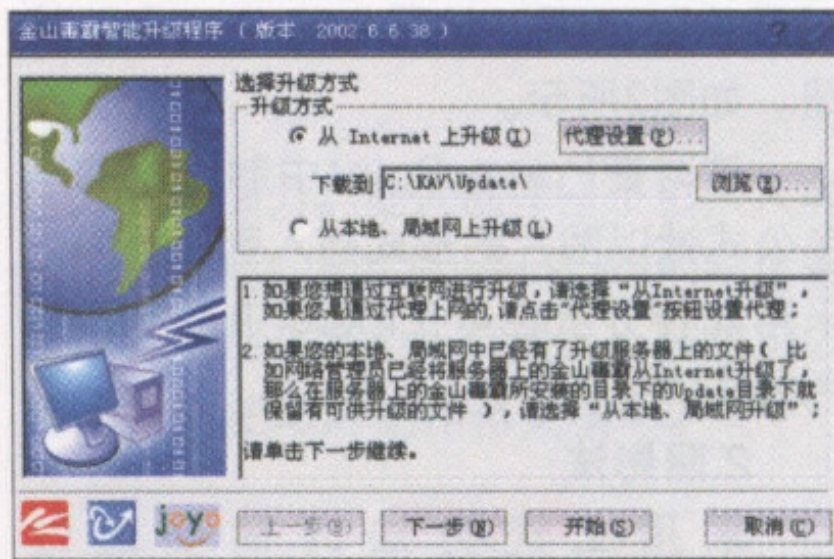 金山毒霸智能升级程序 ( 版本 2002.6.6.38 )
选择升级方式
升级方式
从 Internet 上升级(I) 代理设置(P)...
下载到 C:\KAV\Update\ 浏览(E)...
从本地、局域网上升级(L)
1.如果您想通过互联网进行升级,请选择“从Internet升级”,
如果您是通过代理上网的,请点击"代理设置"按钮设置代理;
2.如果您的本地、局域网中已经有了升级服务器上的文件( 比
如网络管理员已经将服务器上的金山毒霸从Internet升级了,
那么在服务器上的金山毒霸所安装的目录下的Update目录下就
保留有可供升级的文件 ),请选择“从本地、局域网升级”;
请单击下一步继续。
joyo 上一步(B) 下一步(N) 开始(S) 取消(C)